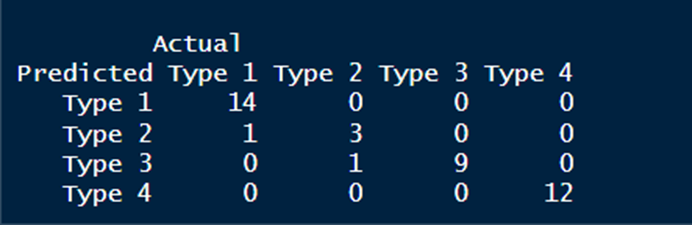 Actual
Predicted Type 1 Type 2 Type 3 Type 4
Type 1 14 0 0 0
Type 2 1 3 0 0
Type 3 0 1 9 0
Type 4 0 0 0 12